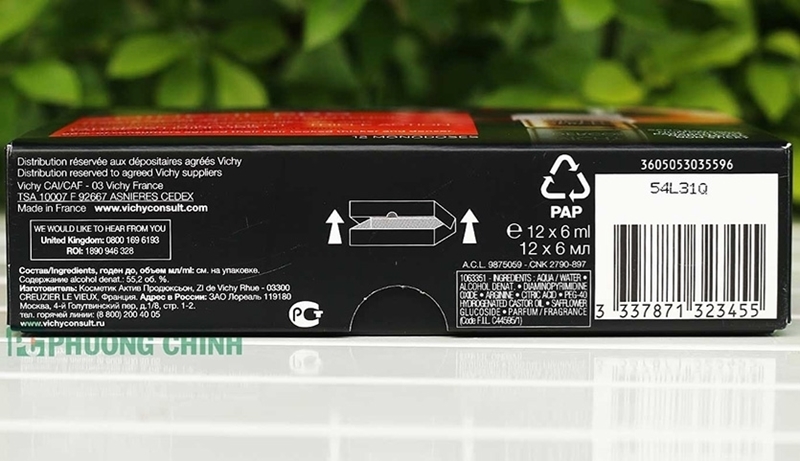 12 MONODOSES
Distribution réservée aux dépositaires agréés Vichy
Distribution reserved to agreed Vichy suppliers
Vichy CAI/CAF - 03 Vichy France
TSA 10007 F 92667 ASNIERES CEDEX
Made in France www.vichyconsult.com
WE WOULD LIKE TO HEAR FROM YOU
United Kingdom: 0800 169 6193
ROI: 1890 946 328
Состав/Ingredients, годен до, объем мл/ml: см. на упаковке.
Содержание alcohol denat.: 55,2 об. %.
Изготовитель: Косметик Актив Продюксьон, ZI de Vichy Rhue - 03300
CREUZIER LE VIEUX, Франция. Адрес в России: ЗАО Лореаль 119180
Москва, 4-й Голутвинский пер, д.1/8, стр. 1-2.
тел. горячей линии: 8 (800) 200 40 05
www.vichyconsult.ru
PG
PAP
℮ 12 x 6 ml
12 x 6 мл
A.C.L. 9875059 - CNK 2790-897
1063351 - INGREDIENTS : AQUA / WATER •
ALCOHOL DENAT. • DIAMINOPYRIMIDINE
OXIDE • ARGININE • CITRIC ACID • PEG-40
HYDROGENATED CASTOR OIL • SAFFLOWER
GLUCOSIDE • PARFUM / FRAGRANCE
(Code F.I.L. C44595/1)
3605053035596
54L31Q
3 337871 323455
PHUONG CHINH